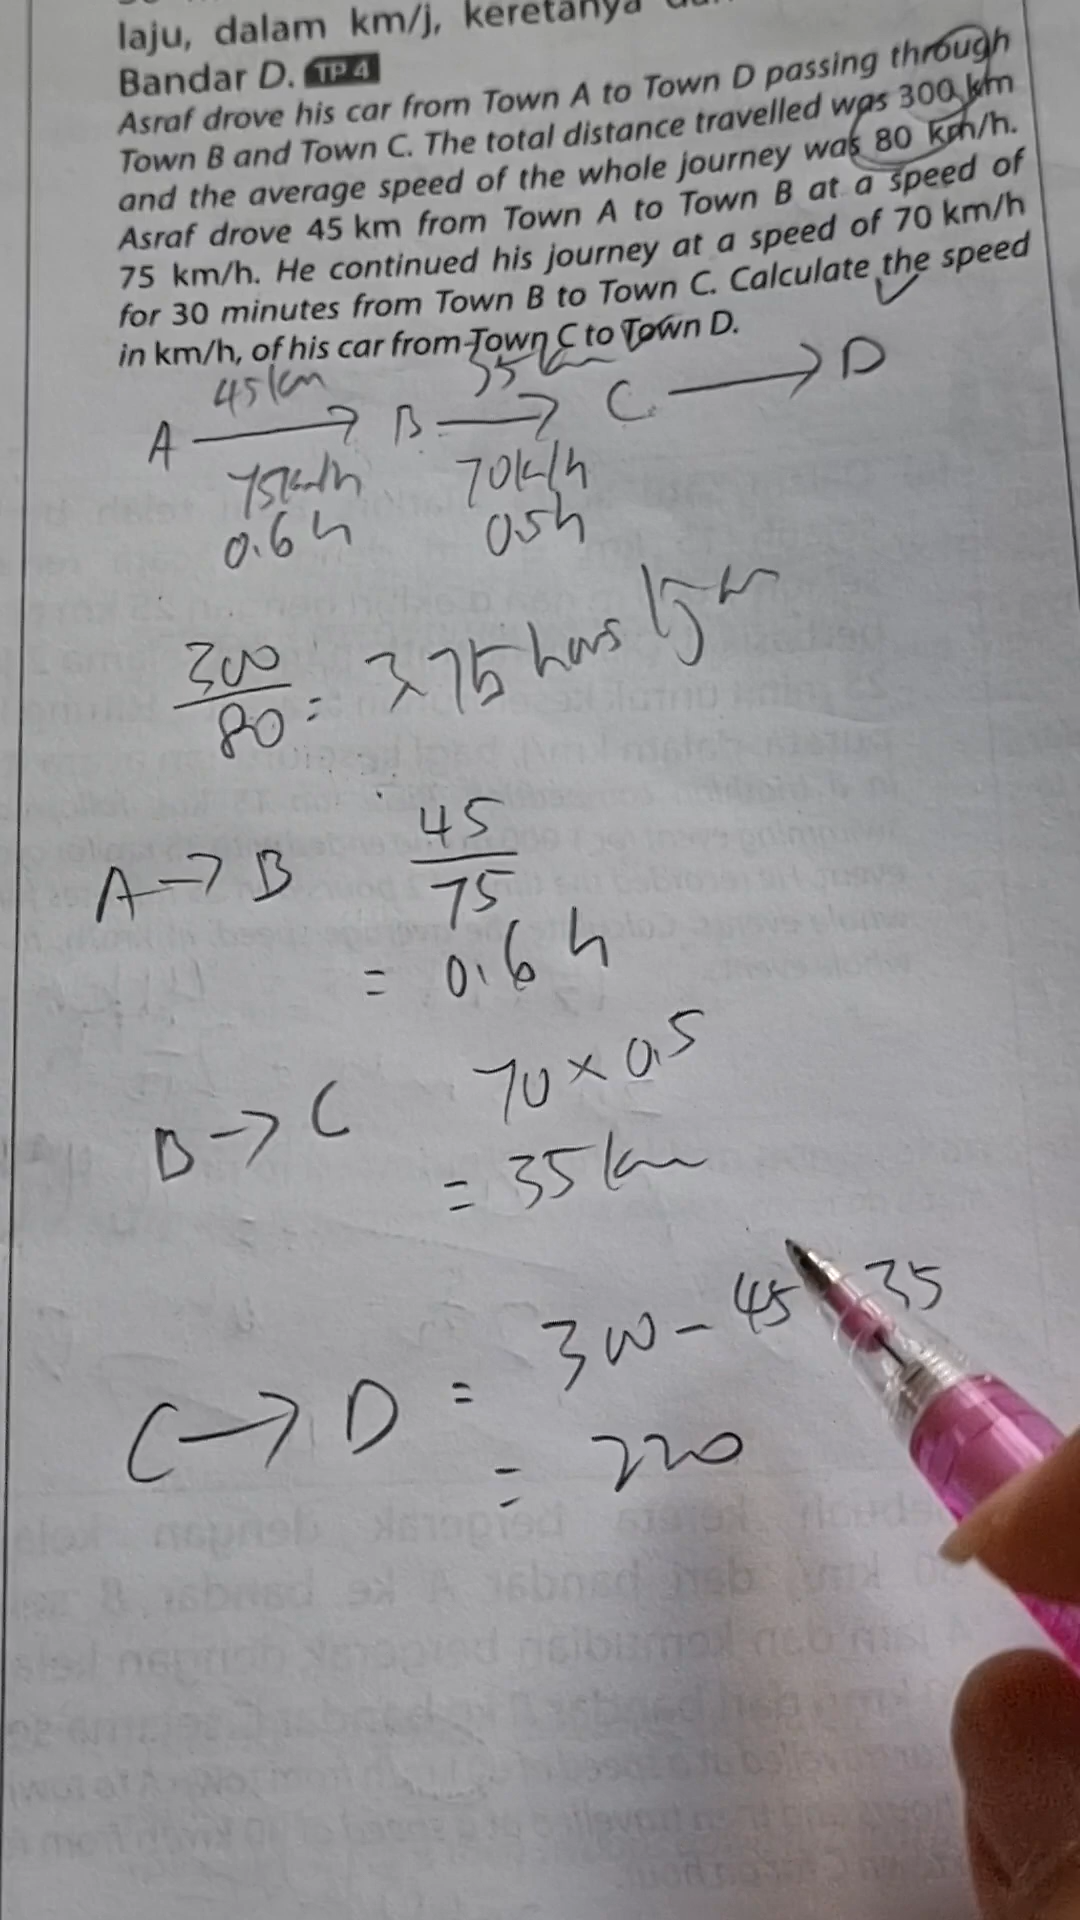 laju, dalam km/j, keretanya
Bandar D. TP 4
Asraf drove his car from Town A to Town D passing through
Town B and Town C. The total distance travelled was 300 km
and the average speed of the whole journey was 80 km/h.
Asraf drove 45 km from Town A to Town B at a speed of
75 km/h. He continued his journey at a speed of 70 km/h
for 30 minutes from Town B to Town C. Calculate the speed
in km/h, of his car from Town C to Town D.
45km 35km
A → B → C → D
75km/h 70k/h
0.6h 0.5h
300
80
= 3.75 hours
A → B 45
75
= 0.6 h
B → C 70 × 0.5
= 35 km
C → D = 300 - 45 35
= 220